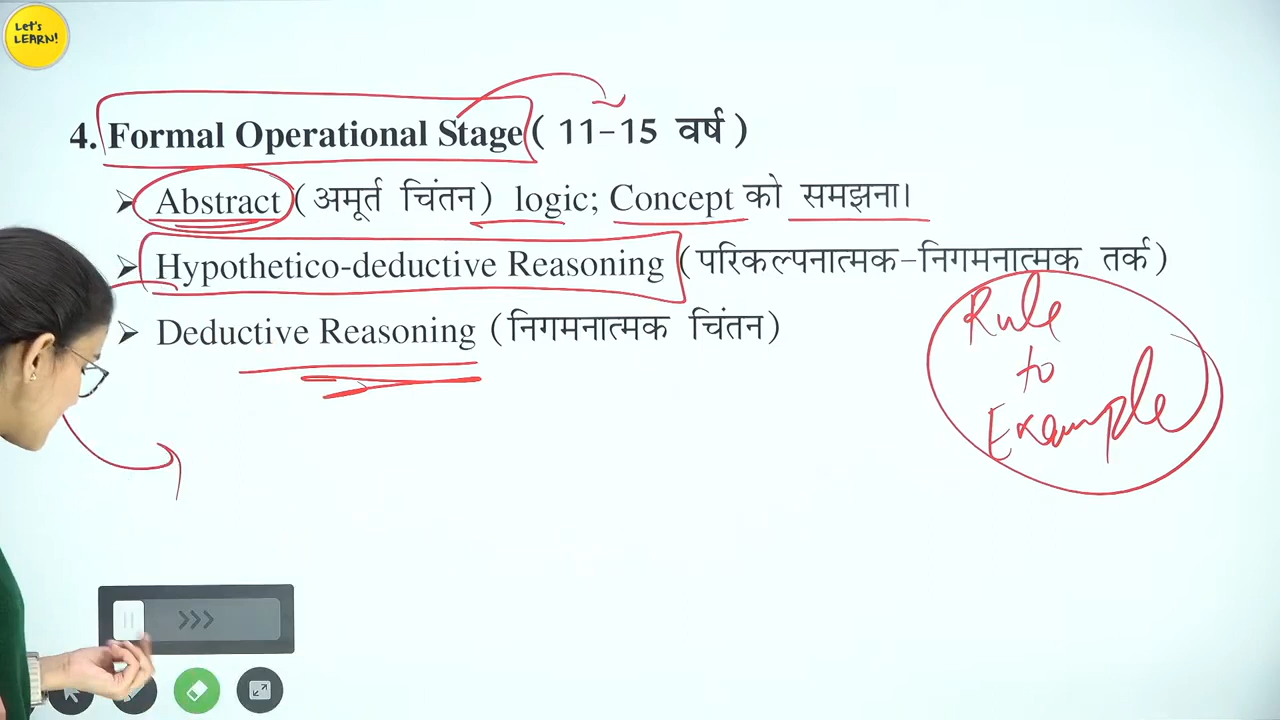 Let's
LEARN!
4. Formal Operational Stage ( 11-15 वर्ष )
➤ Abstract ( अमूर्त चिंतन ) logic; Concept को समझना।
➤ Hypothetico-deductive Reasoning ( परिकल्पनात्मक-निगमनात्मक तर्क )
➤ Deductive Reasoning ( निगमनात्मक चिंतन )
Rule
to
Example